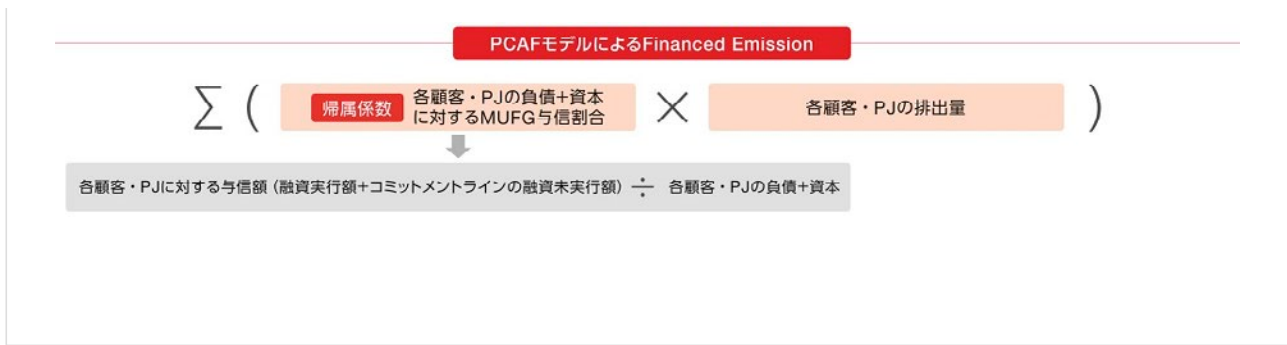 PCAFモデルによるFinanced Emission
∑ ( 帰属係数 各顧客・PJの負債+資本
に対するMUFG与信割合 × 各顧客・PJの排出量 )
各顧客・PJに対する与信額（融資実行額+コミットメントラインの融資未実行額） ÷ 各顧客・PJの負債+資本